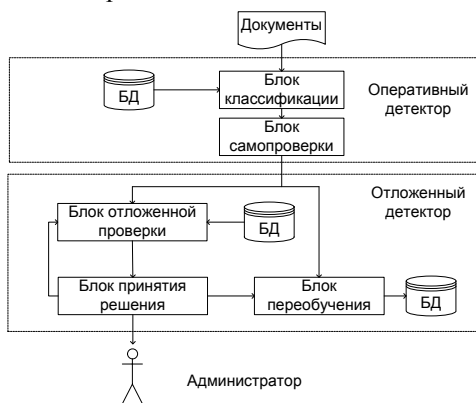 Документы
Блок
классификации
БД
Оперативный
детектор
Блок
самопроверки
Отложенный
детектор
Блок отложенной
проверки
БД
Блок принятия
решения
Блок
переобучения
БД
Администратор